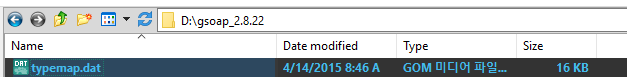 D:\gsoap_2.8.22
Name Date modified Type Size
DAT typemap.dat 4/14/2015 8:46 A GOM 미디어 파일... 16 KB